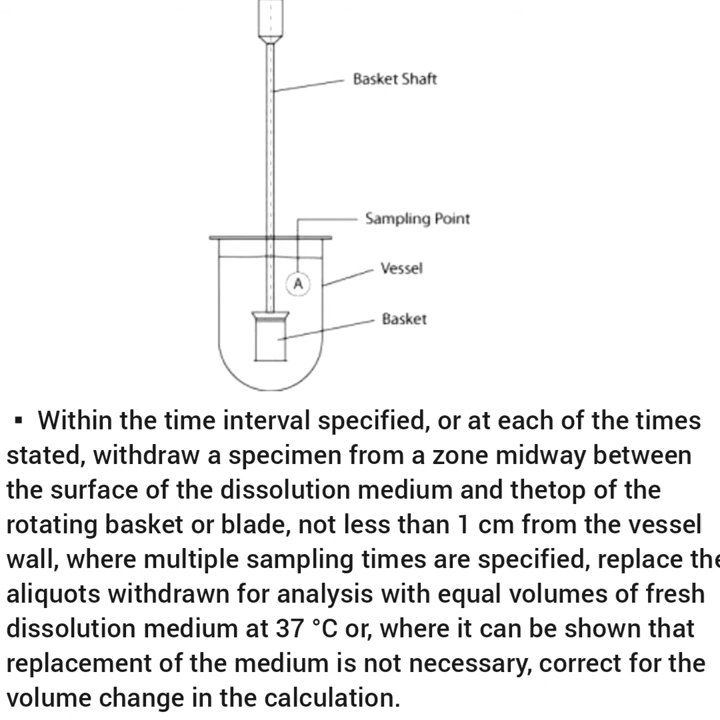 Basket Shaft
Sampling Point
Vessel
A
Basket
▪ Within the time interval specified, or at each of the times
stated, withdraw a specimen from a zone midway between
the surface of the dissolution medium and thetop of the
rotating basket or blade, not less than 1 cm from the vessel
wall, where multiple sampling times are specified, replace the
aliquots withdrawn for analysis with equal volumes of fresh
dissolution medium at 37 °C or, where it can be shown that
replacement of the medium is not necessary, correct for the
volume change in the calculation.